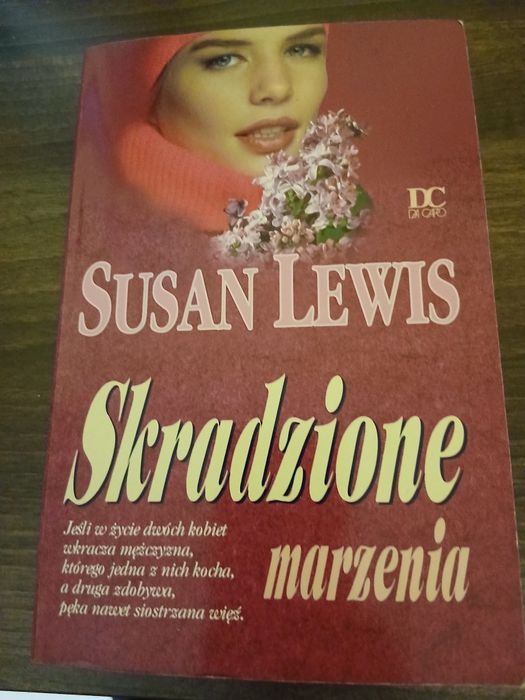 DC
DA CAPO
SUSAN LEWIS
Skradzione
marzenia
Jeśli w życie dwóch kobiet
wkracza mężczyzna,
którego jedna z nich kocha,
a druga zdobywa,
pęka nawet siostrzana więź.